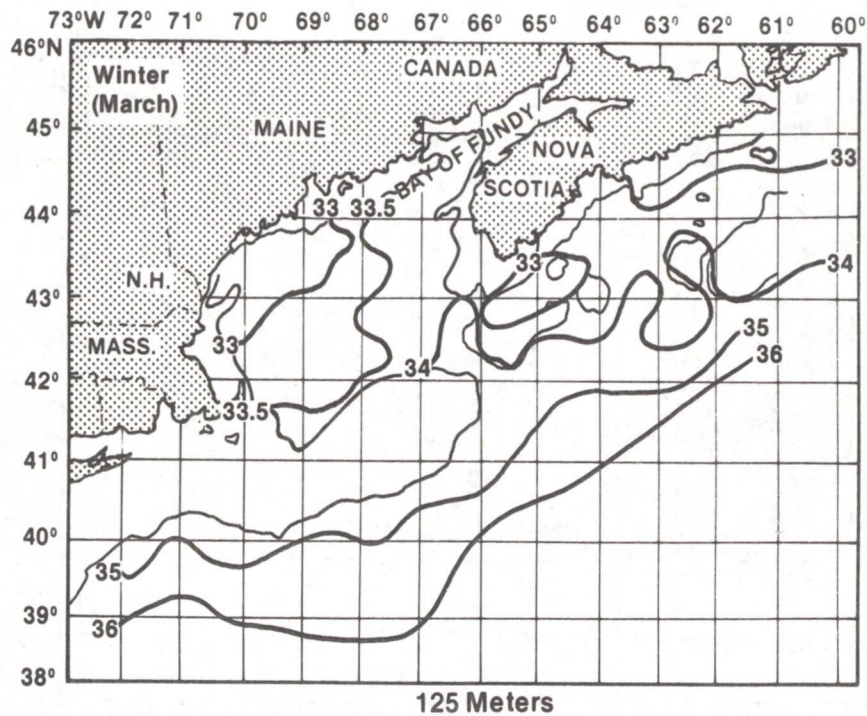 73°W 72° 71° 70° 69° 68° 67° 66° 65° 64° 63° 62° 61° 60°
46°N
Winter
(March)
CANADA
45°
MAINE
BAY OF FUNDY
NOVA
SCOTIA
33
44°
33 33.5
33
34
N.H.
43°
35
MASS.
33
36
34
42°
33.5
41°
40°
35
39°
36
38°
125 Meters